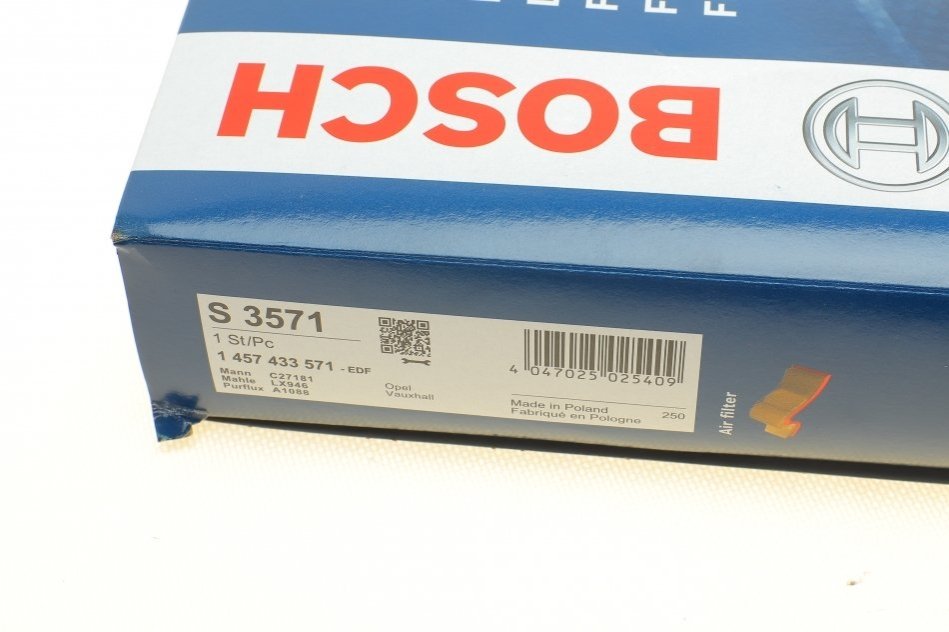 BOSCH
S 3571
1 St/Pc
1 457 433 571 - EDF
Mann C27181
Mahle LX946
Purflux A1088
Opel
Vauxhall
4 047025 025409
Made in Poland
Fabriqué en Pologne
250
Air filter